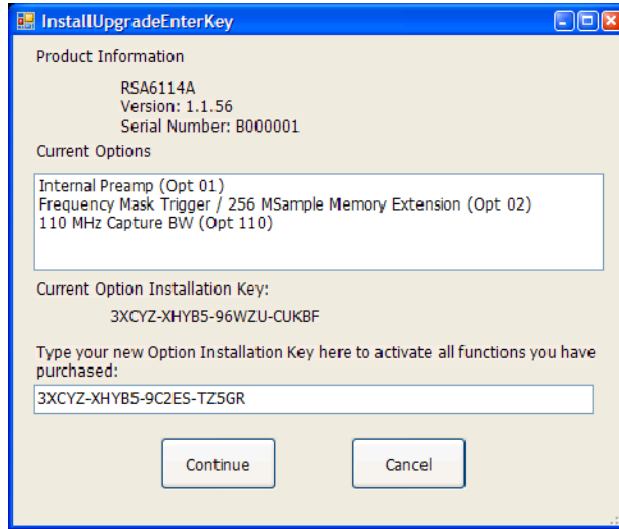 InstallUpgradeEnterKey
Product Information
RSA6114A
Version: 1.1.56
Serial Number: B000001
Current Options
Internal Preamp (Opt 01)
Frequency Mask Trigger / 256 MSample Memory Extension (Opt 02)
110 MHz Capture BW (Opt 110)
Current Option Installation Key:
3XCYZ-XHYB5-96WZU-CUKBF
Type your new Option Installation Key here to activate all functions you have
purchased:
3XCYZ-XHYB5-9C2ES-TZ5GR
Continue
Cancel